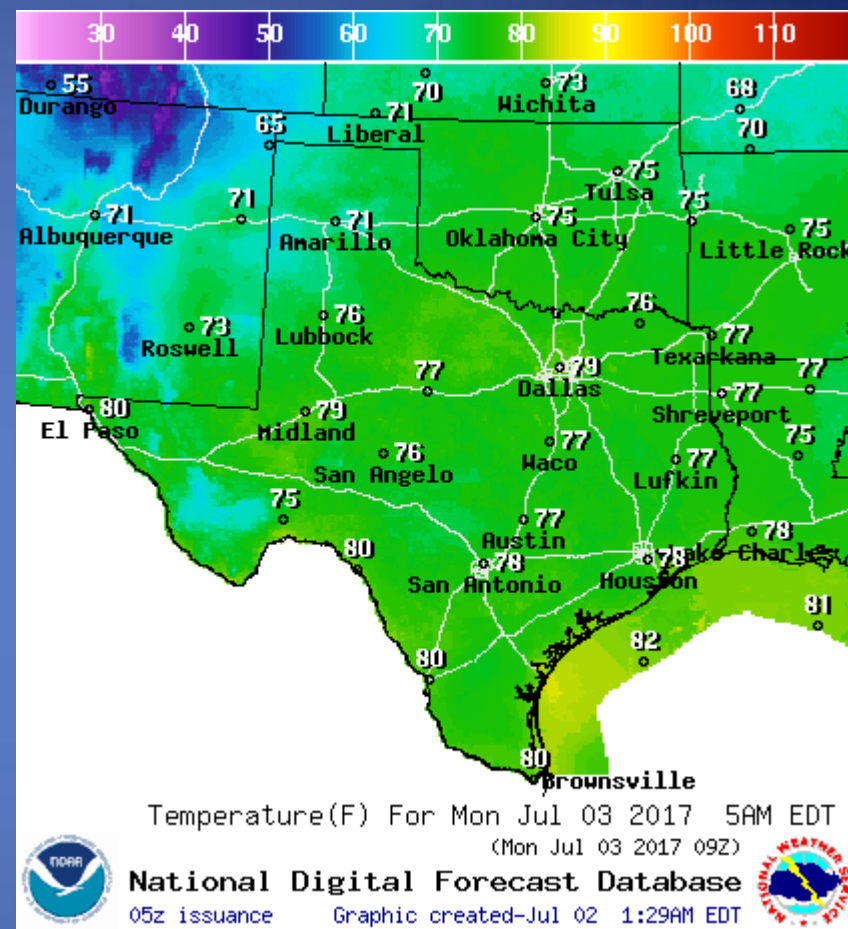 30 40 50 60 70 80 90 100 110
55
Durango
70
73
Wichita
68
71
Liberal
65
70
75
Tulsa
71
Albuquerque
71
71
Amarillo
75
Oklahoma City
75
75
Little Rock
73
Roswell
76
Lubbock
76
77
Texarkana
79
Dallas
77
77
Shreveport
77
80
El Paso
79
Midland
76
San Angelo
77
Waco
77
Lufkin
75
75
77
Austin
78
Lake Charle
80
78
San Antonio
78
Houston
81
82
80
80
Brownsville
Temperature(F) For Mon Jul 03 2017 5AM EDT
(Mon Jul 03 2017 09Z)
National Digital Forecast Database
05z issuance Graphic created-Jul 02 1:29AM EDT
NOAA
NATIONAL WEATHER SERVICE